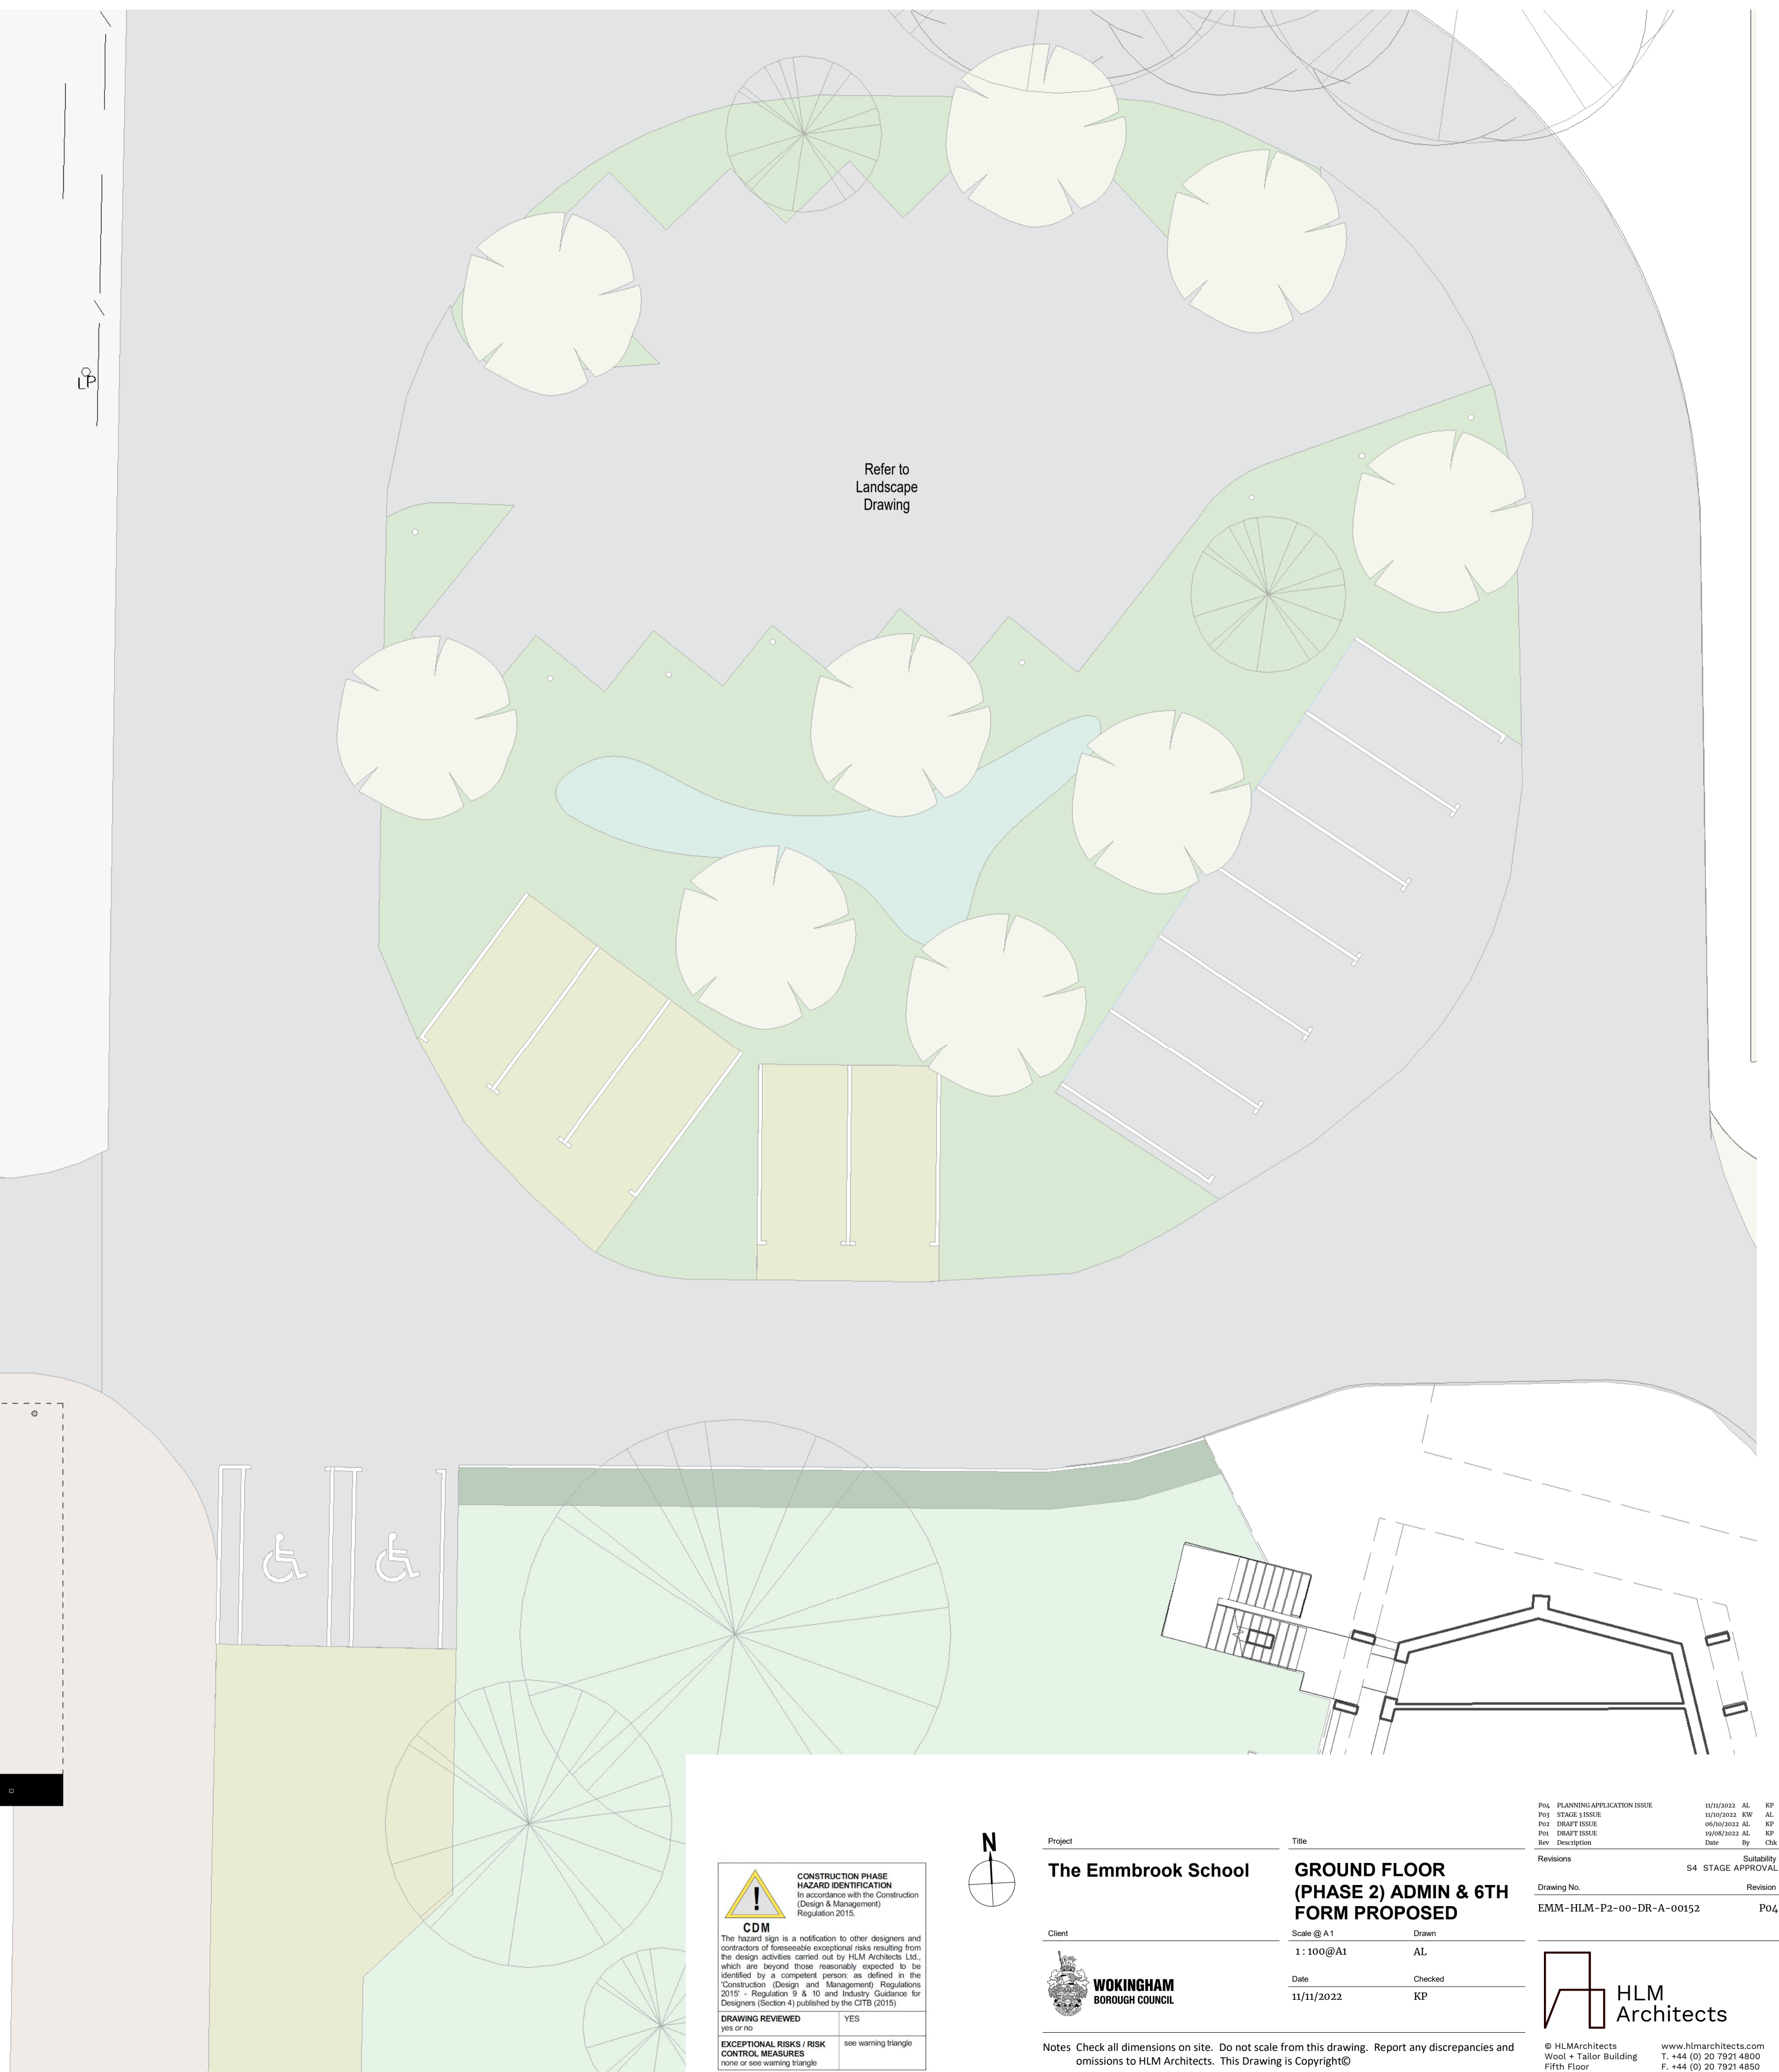 LP
Refer to
Landscape
Drawing
N
!
CDM
CONSTRUCTION PHASE
HAZARD IDENTIFICATION
In accordance with the Construction
(Design & Management)
Regulation 2015.
The hazard sign is a notification to other designers and
contractors of foreseeable exceptional risks resulting from
the design activities carried out by HLM Architects Ltd.,
which are beyond those reasonably expected to be
identified by a competent person: as defined in the
'Construction (Design and Management) Regulations
2015' - Regulation 9 & 10 and Industry Guidance for
Designers (Section 4) published by the CITB (2015)
DRAWING REVIEWED YES
yes or no
EXCEPTIONAL RISKS / RISK see warning triangle
CONTROL MEASURES
none or see warning triangle
Project
The Emmbrook School
Client
WOKINGHAM
BOROUGH COUNCIL
Title
GROUND FLOOR
(PHASE 2) ADMIN & 6TH
FORM PROPOSED
Scale @ A1 Drawn
1 : 100@A1 AL
Date Checked
11/11/2022 KP
P04 PLANNING APPLICATION ISSUE 11/11/2022 AL KP
P03 STAGE 3 ISSUE 11/10/2022 KW AL
P02 DRAFT ISSUE 06/10/2022 AL KP
P01 DRAFT ISSUE 19/08/2022 AL KP
Rev Description Date By Chk
Revisions Suitability
S4 STAGE APPROVAL
Drawing No. Revision
EMM-HLM-P2-00-DR-A-00152 P04
HLM
Architects
Notes Check all dimensions on site. Do not scale from this drawing. Report any discrepancies and
omissions to HLM Architects. This Drawing is Copyright©
© HLMArchitects www.hlmarchitects.com
Wool + Tailor Building T. +44 (0) 20 7921 4800
Fifth Floor F. +44 (0) 20 7921 4850